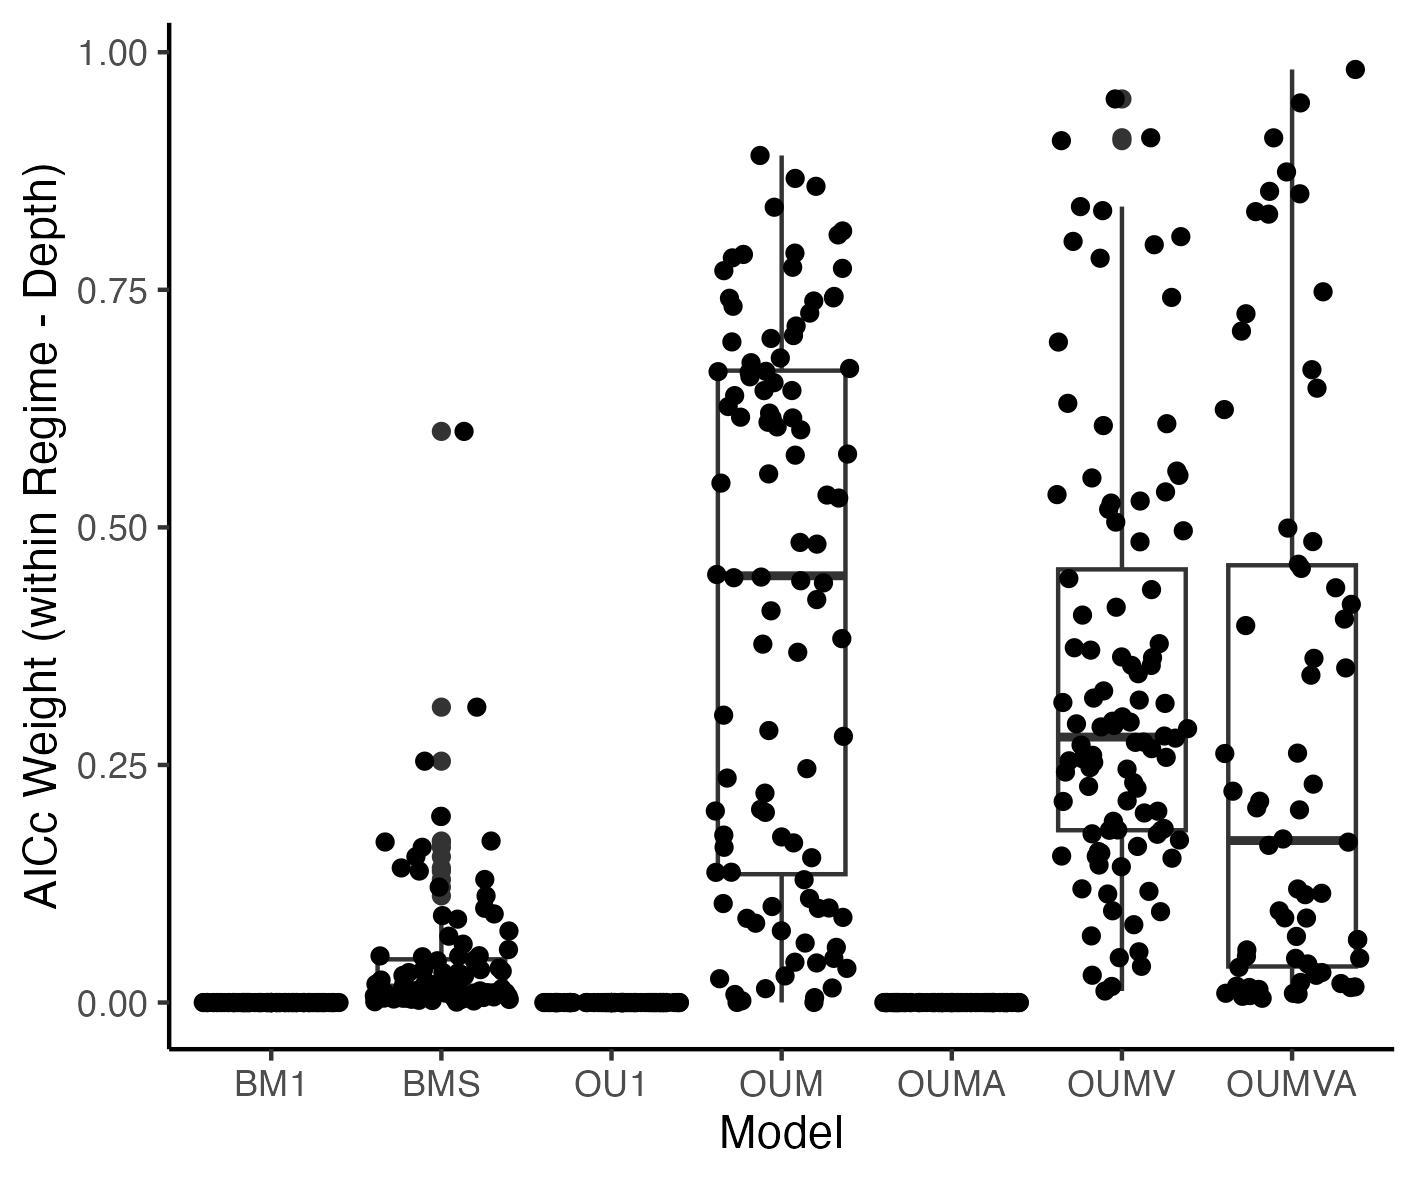 AICc Weight (within Regime - Depth)
1.00
0.75
0.50
0.25
0.00
BM1 BMS OU1 OUM OUMA OUMV OUMVA
Model